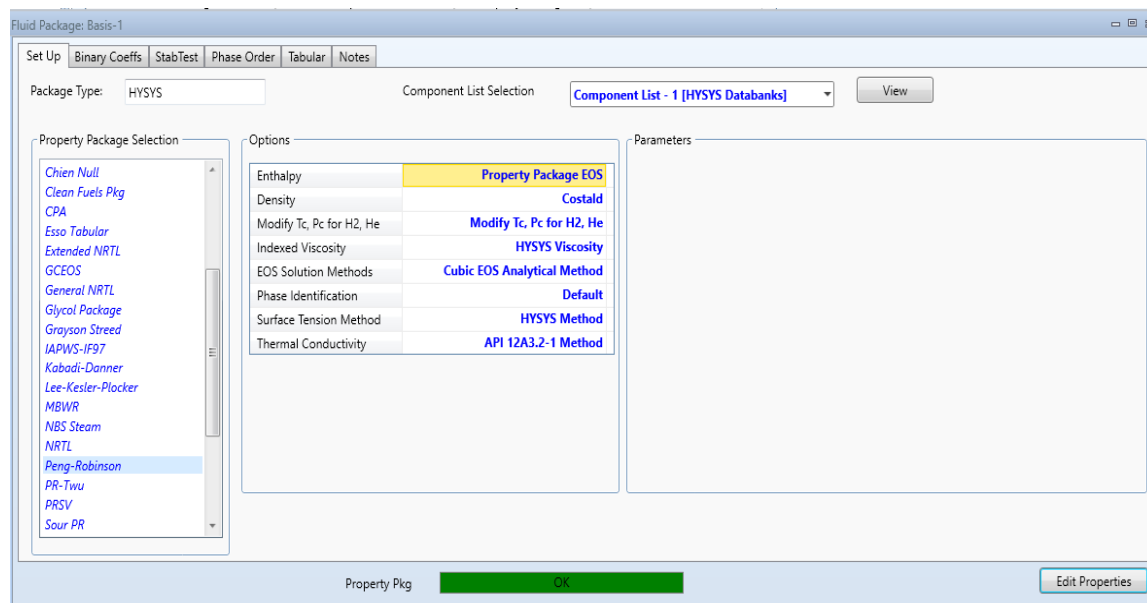 Fluid Package: Basis-1
Set Up Binary Coeffs StabTest Phase Order Tabular Notes
Package Type: HYSYS Component List Selection Component List - 1 [HYSYS Databanks] View
Property Package Selection
Chien Null
Clean Fuels Pkg
CPA
Esso Tabular
Extended NRTL
GCEOS
General NRTL
Glycol Package
Grayson Streed
IAPWS-IF97
Kabadi-Danner
Lee-Kesler-Plocker
MBWR
NBS Steam
NRTL
Peng-Robinson
PR-Twu
PRSV
Sour PR
Options
Enthalpy Property Package EOS
Density Costald
Modify Tc, Pc for H2, He Modify Tc, Pc for H2, He
Indexed Viscosity HYSYS Viscosity
EOS Solution Methods Cubic EOS Analytical Method
Phase Identification Default
Surface Tension Method HYSYS Method
Thermal Conductivity API 12A3.2-1 Method
Parameters
Property Pkg OK Edit Properties